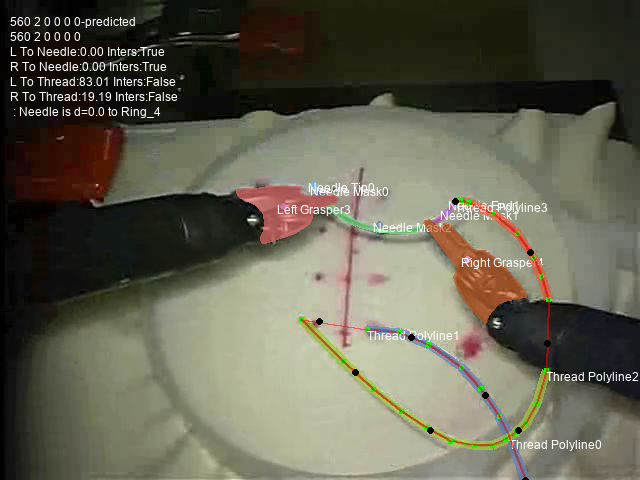 560 2 0 0 0 0-predicted
560 2 0 0 0 0
L To Needle:0.00 Inters:True
R To Needle:0.00 Inters:True
L To Thread:83.01 Inters:False
R To Thread:19.19 Inters:False
: Needle is d=0.0 to Ring_4
Needle Tip0
Needle Mask0
Left Grasper3
Thread Polyline3
Needle Mask1
Needle Mask2
Right Grasper4
Thread Polyline1
Thread Polyline2
Thread Polyline0